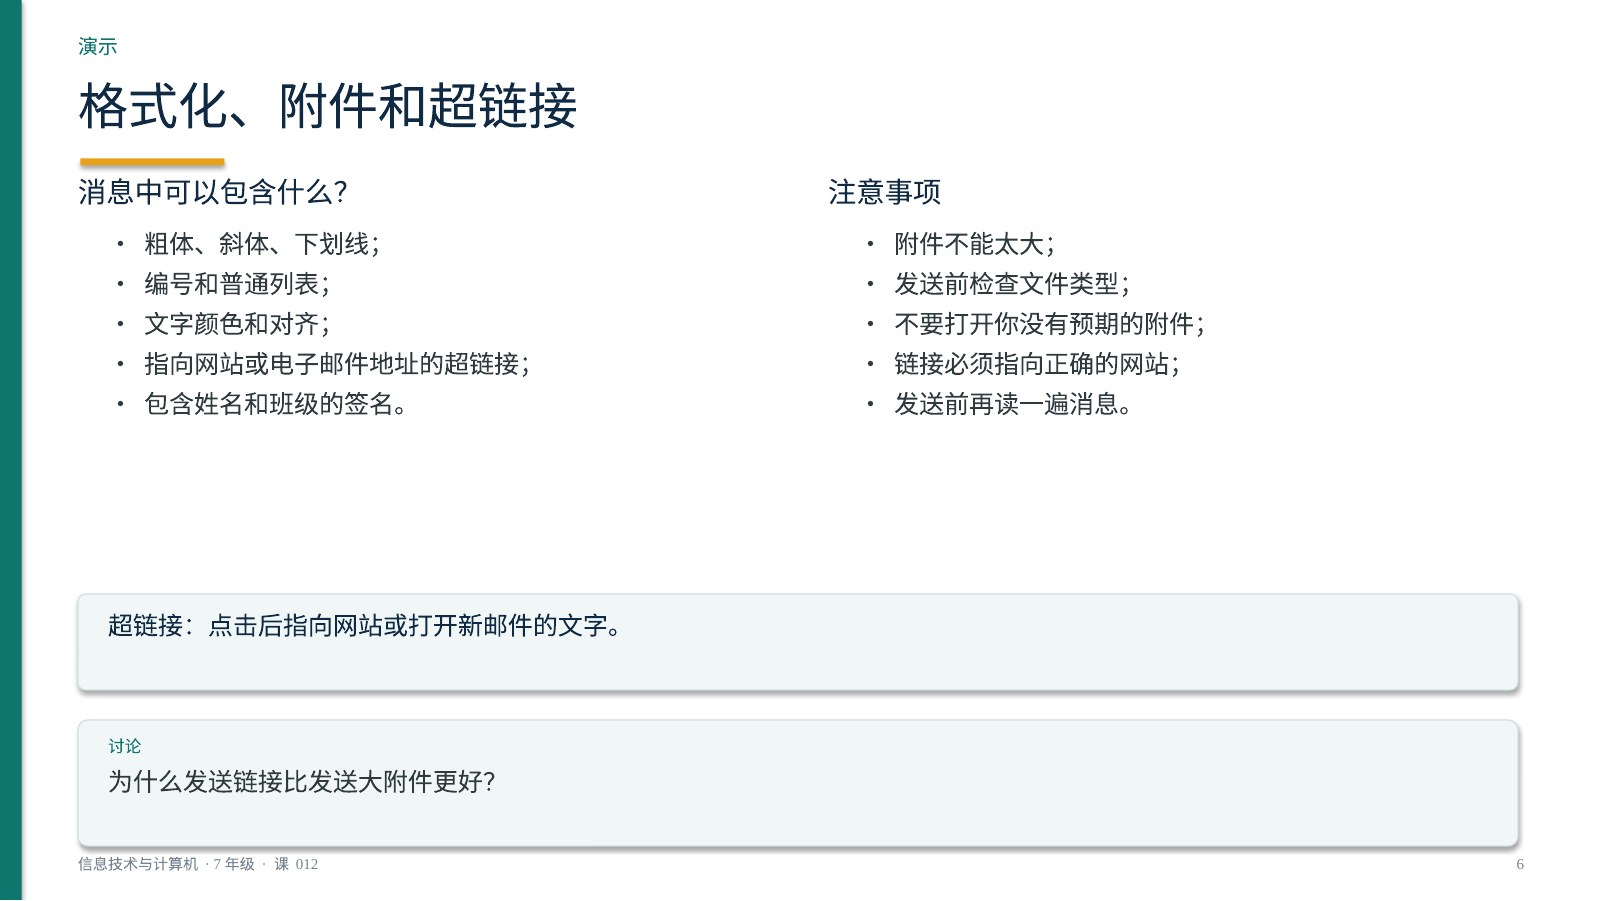 演示
格式化、附件和超链接
消息中可以包含什么？
• 粗体、斜体、下划线；
• 编号和普通列表；
• 文字颜色和对齐；
• 指向网站或电子邮件地址的超链接；
• 包含姓名和班级的签名。
注意事项
• 附件不能太大；
• 发送前检查文件类型；
• 不要打开你没有预期的附件；
• 链接必须指向正确的网站；
• 发送前再读一遍消息。
超链接：点击后指向网站或打开新邮件的文字。
讨论
为什么发送链接比发送大附件更好？
信息技术与计算机 · 7 年级 · 课 012
6